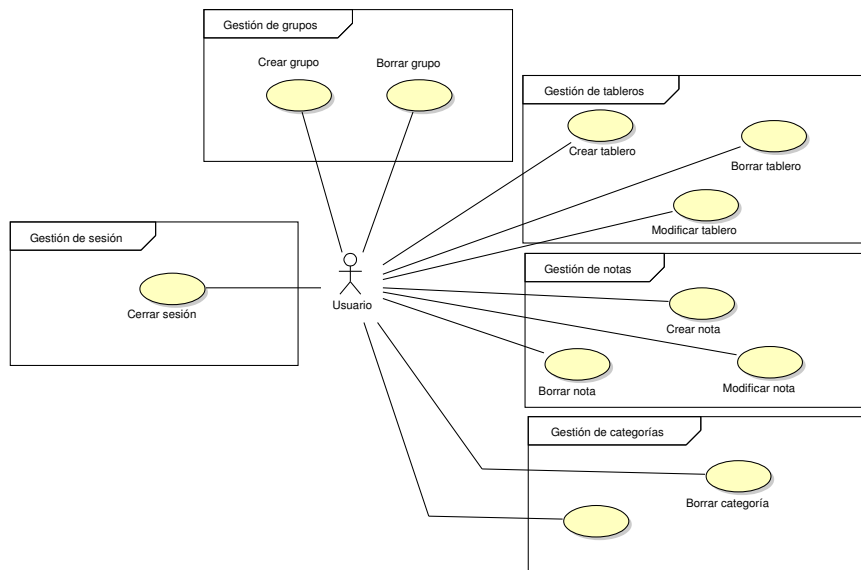 Gestión de grupos
Crear grupo
Borrar grupo
Gestión de tableros
Crear tablero
Borrar tablero
Modificar tablero
Gestión de sesión
Cerrar sesión
Usuario
Gestión de notas
Crear nota
Borrar nota
Modificar nota
Gestión de categorías
Borrar categoría